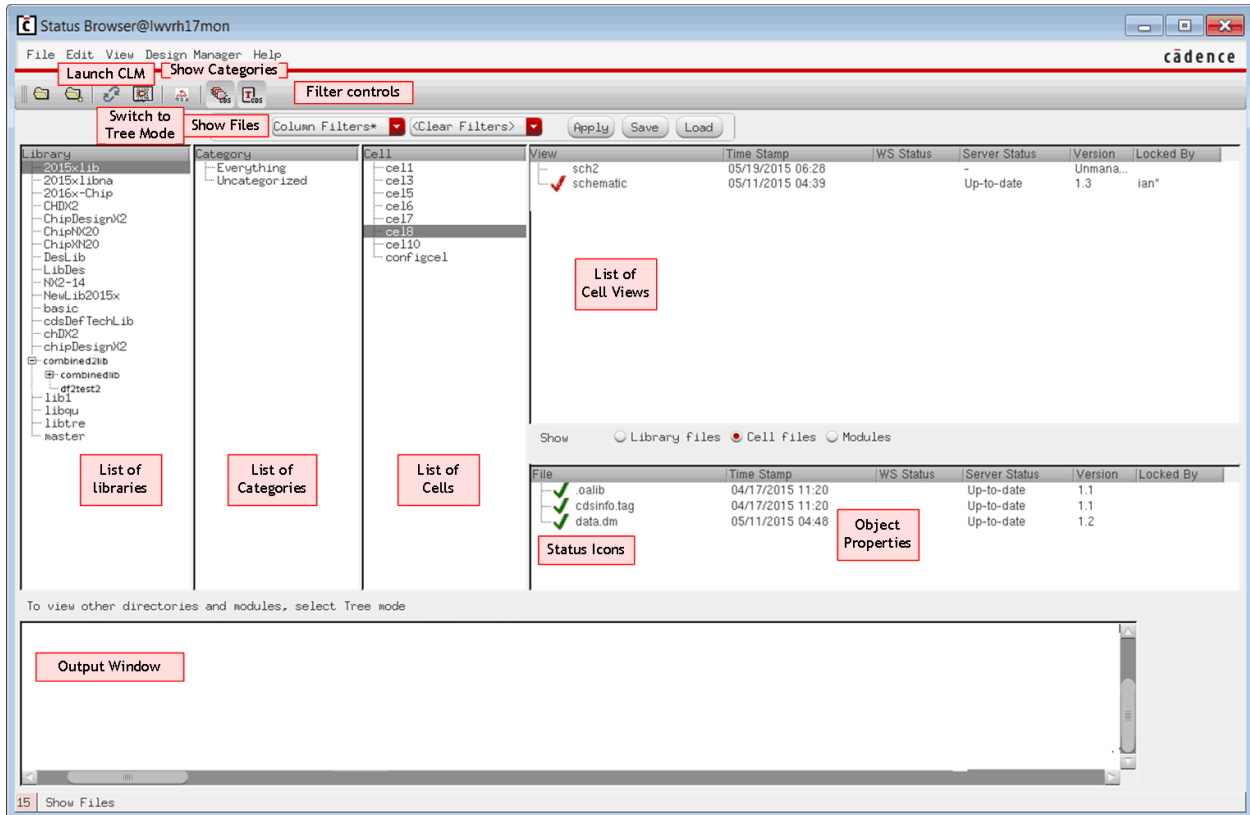 Status Browser@lwvrh17mon
File Edit View Design Manager Help
cādence
Launch CLM
Show Categories
Filter controls
Switch to
Tree Mode
Show Files
Column Filters* <Clear Filters> Apply Save Load
Library
2015xlib
2015xlibna
2016x-Chip
CHDX2
ChipDesignX2
ChipNX20
ChipXN20
DesLib
LibDes
NX2-14
NewLib2015x
basic
cdsDefTechLib
chDX2
chipDesignX2
combined2lib
combinedlib
df2test2
lib1
libqu
libtre
master
List of
libraries
Category
Everything
Uncategorized
List of
Categories
Cell
cel1
cel3
cel5
cel6
cel7
cel8
cel10
configcel
List of
Cells
View Time Stamp WS Status Server Status Version Locked By
sch2 05/19/2015 06:28 - Unmana...
schematic 05/11/2015 04:39 Up-to-date 1.3 ian*
List of
Cell Views
Show Library files Cell files Modules
File Time Stamp WS Status Server Status Version Locked By
.oalib 04/17/2015 11:20 Up-to-date 1.1
cdsinfo.tag 04/17/2015 11:20 Up-to-date 1.1
data.dm 05/11/2015 04:48 Up-to-date 1.2
Status Icons
Object
Properties
To view other directories and modules, select Tree mode
Output Window
15 Show Files